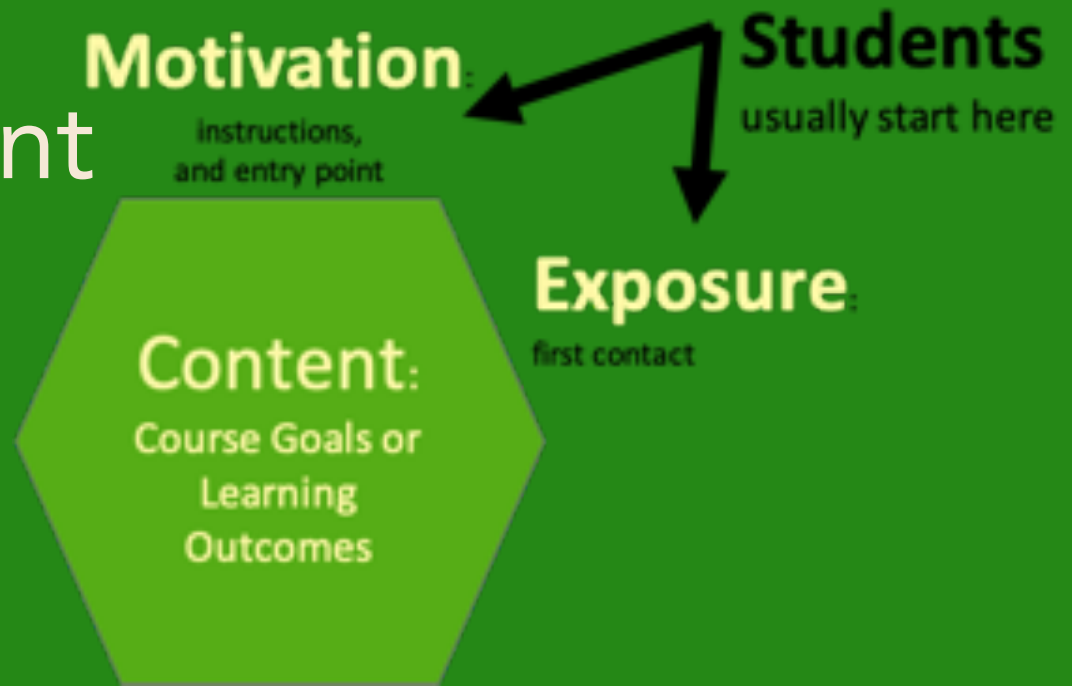 Motivation:
instructions,
and entry point
nt
Students
usually start here
Exposure:
first contact
Content:
Course Goals or
Learning
Outcomes